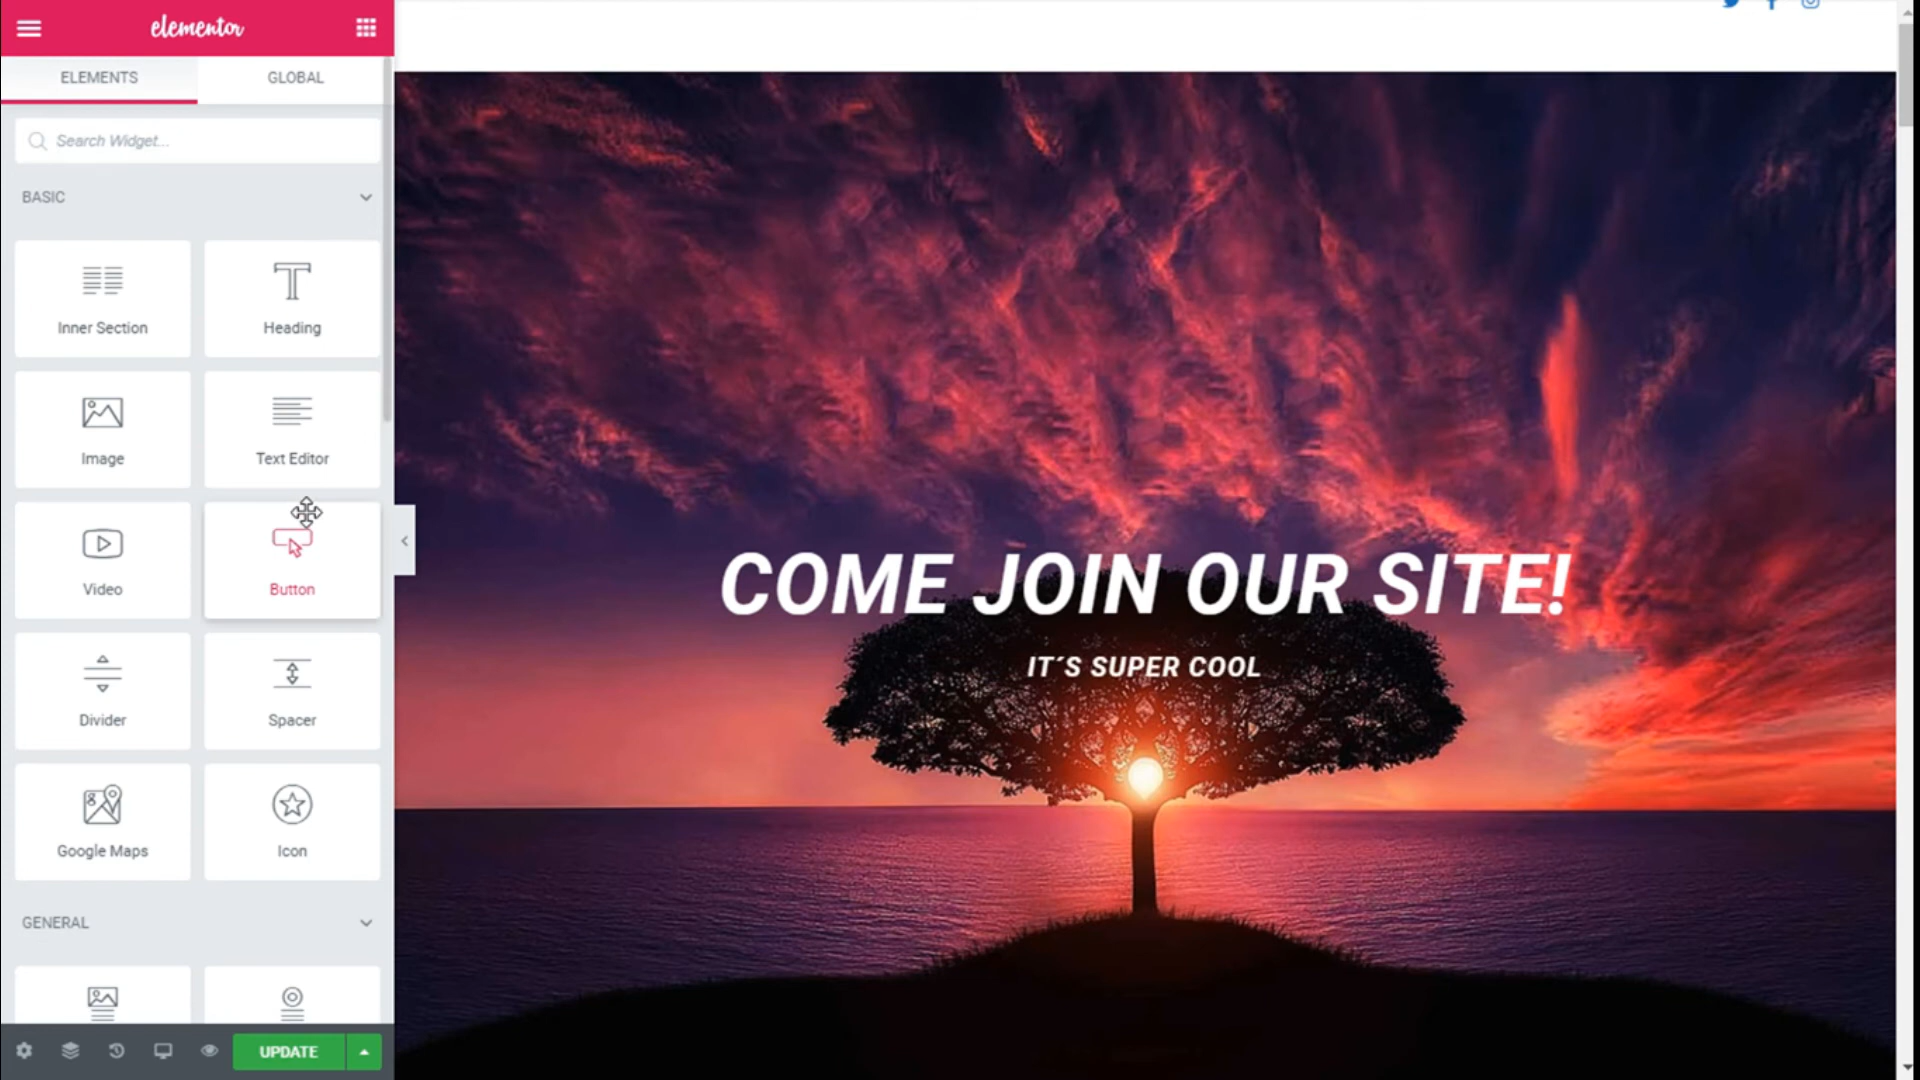 elementor
ELEMENTS
GLOBAL
Search Widget...
BASIC
Inner Section
Heading
Image
Text Editor
Video
Button
Divider
Spacer
Google Maps
Icon
GENERAL
UPDATE
COME JOIN OUR SITE!
IT´S SUPER COOL